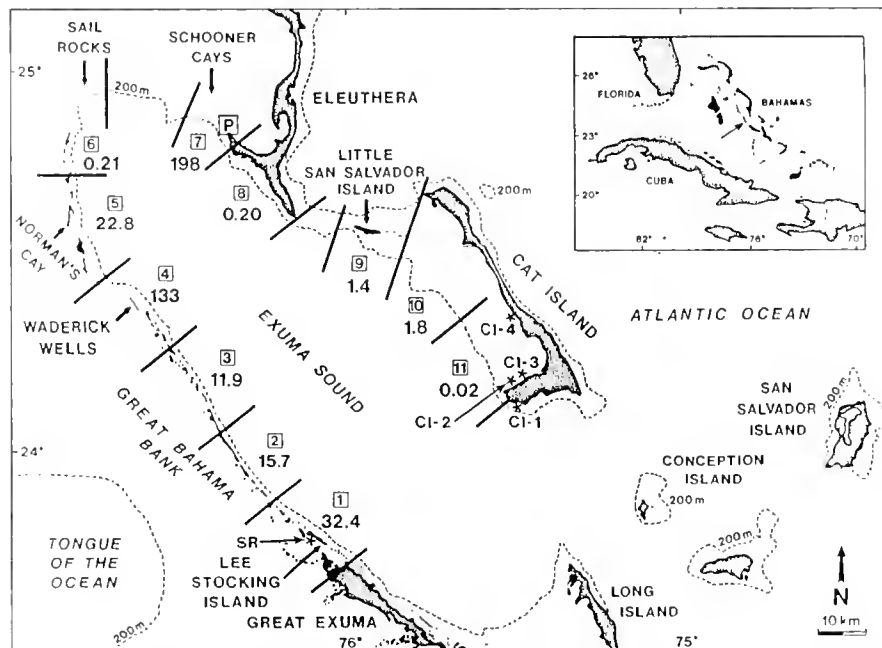 76°
75°
SAIL
ROCKS
SCHOONER
CAYS
25°
200m
ELEUTHERA
P
6
0.21
7
198
LITTLE
SAN SALVADOR
ISLAND
200m
5
22.8
8
0.20
NORMAN'S
CAY
9
1.4
4
133
CAT ISLAND
10
1.8
ATLANTIC OCEAN
WADERICK
WELLS
EXUMA SOUND
CI-4
3
11.9
11
0.02
CI-3
CI-2
CI-1
GREAT BAHAMA
BANK
SAN
SALVADOR
ISLAND
200m
24°
2
15.7
CONCEPTION
ISLAND
200m
1
32.4
TONGUE
OF THE
OCEAN
SR
LEE
STOCKING
ISLAND
200m
LONG
ISLAND
N
10 km
200m
GREAT EXUMA
76
75
26°
FLORIDA
BAHAMAS
23°
CUBA
20°
82
76
70